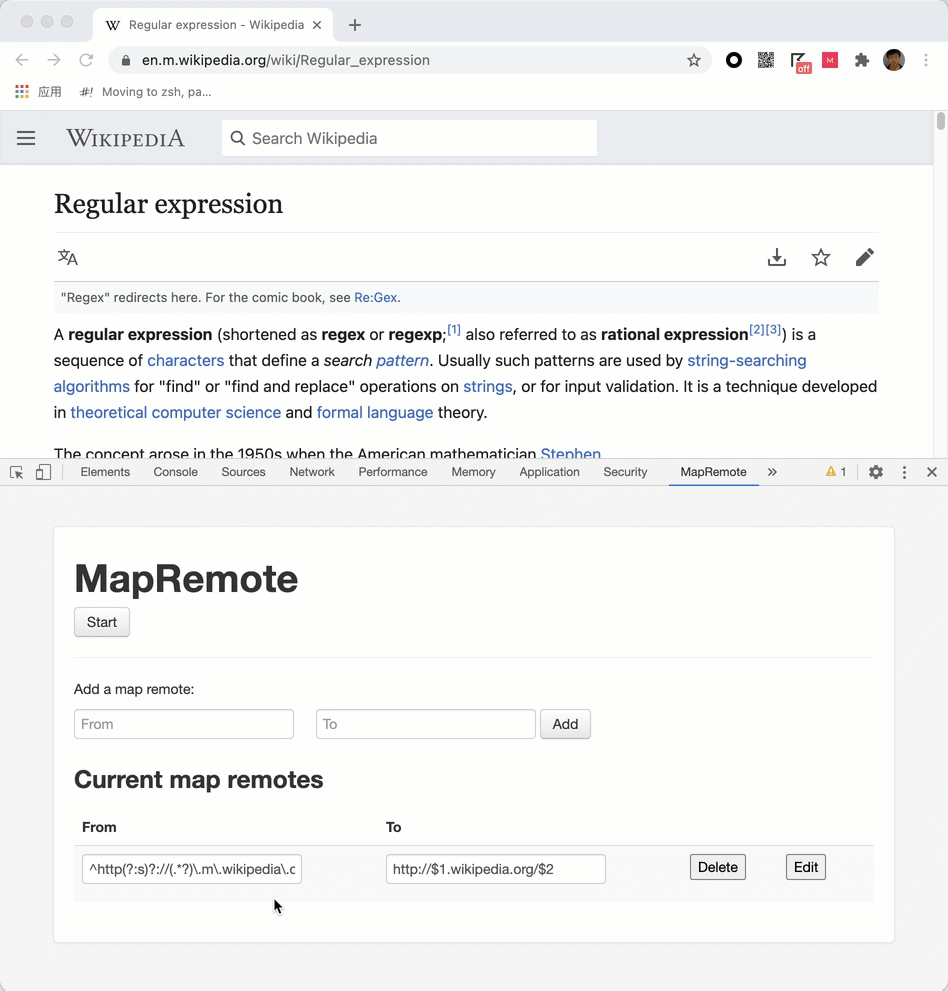 W Regular expression - Wikipedia
en.m.wikipedia.org/wiki/Regular_expression
off
M
应用 #! Moving to zsh, pa...
WIKIPEDIA Search Wikipedia
Regular expression
"Regex" redirects here. For the comic book, see Re:Gex.
A regular expression (shortened as regex or regexp;[1] also referred to as rational expression[2][3]) is a
sequence of characters that define a search pattern. Usually such patterns are used by string-searching
algorithms for "find" or "find and replace" operations on strings, or for input validation. It is a technique developed
in theoretical computer science and formal language theory.
The concept arose in the 1950s when the American mathematician Stephen
Elements Console Sources Network Performance Memory Application Security MapRemote » 1
MapRemote
Start
Add a map remote:
From To Add
Current map remotes
From To
^http(?:s)?://(.*?)\.m\.wikipedia\.c http://$1.wikipedia.org/$2 Delete Edit